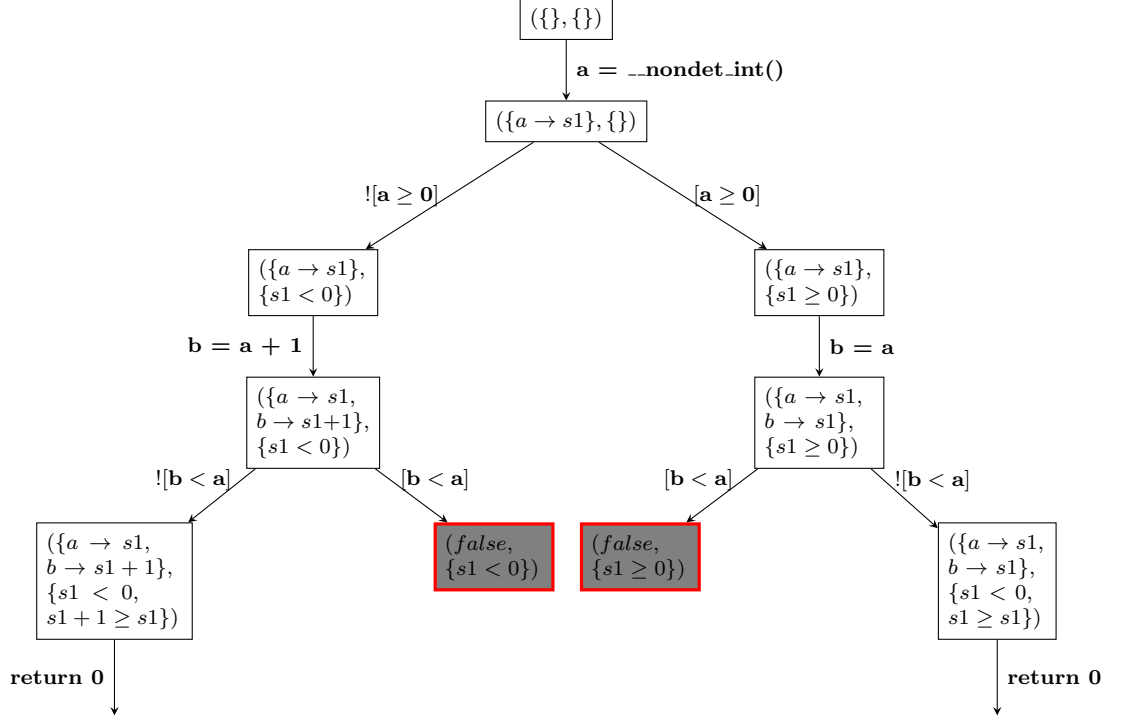 ({}, {})
a = __nondet_int()
({a → s1}, {})
![a ≥ 0]
[a ≥ 0]
({a → s1},
{s1 < 0})
({a → s1},
{s1 ≥ 0})
b = a + 1
b = a
({a → s1,
b → s1+1},
{s1 < 0})
({a → s1,
b → s1},
{s1 ≥ 0})
![b < a]
[b < a]
[b < a]
![b < a]
({a → s1,
b → s1 + 1},
{s1 < 0,
s1 + 1 ≥ s1})
(false,
{s1 < 0})
(false,
{s1 ≥ 0})
({a → s1,
b → s1},
{s1 < 0,
s1 ≥ s1})
return 0
return 0